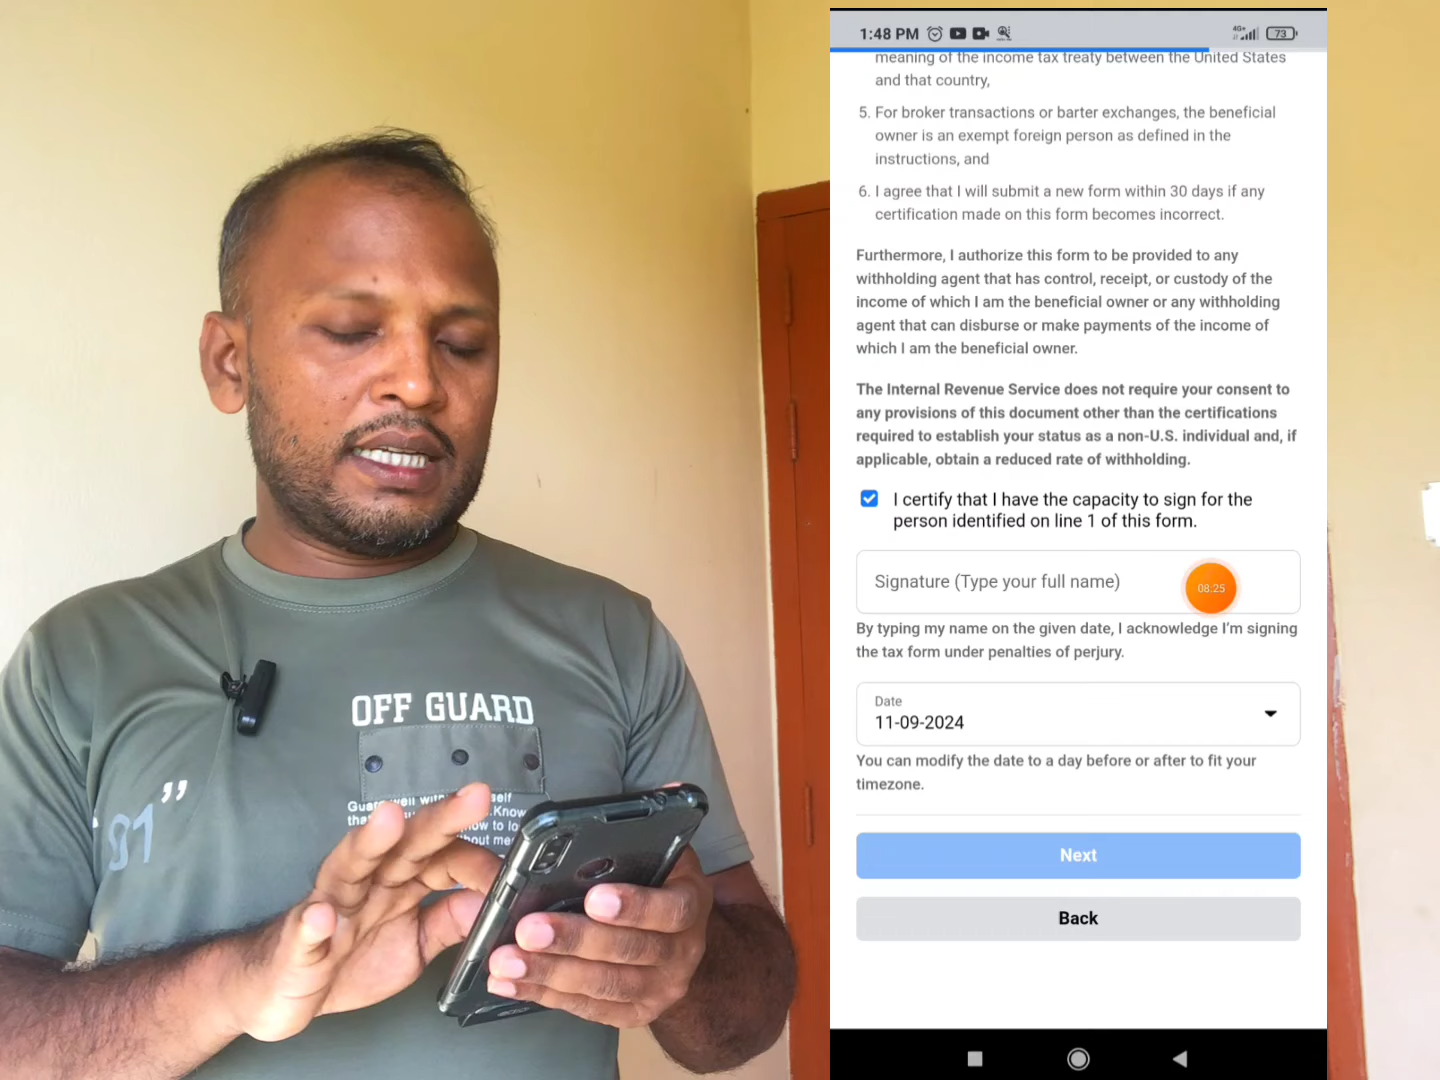 1:48 PM
4G+
73
meaning of the income tax treaty between the United States
and that country,
5. For broker transactions or barter exchanges, the beneficial
owner is an exempt foreign person as defined in the
instructions, and
6. I agree that I will submit a new form within 30 days if any
certification made on this form becomes incorrect.
Furthermore, I authorize this form to be provided to any
withholding agent that has control, receipt, or custody of the
income of which I am the beneficial owner or any withholding
agent that can disburse or make payments of the income of
which I am the beneficial owner.
The Internal Revenue Service does not require your consent to
any provisions of this document other than the certifications
required to establish your status as a non-U.S. individual and, if
applicable, obtain a reduced rate of withholding.
I certify that I have the capacity to sign for the
person identified on line 1 of this form.
Signature (Type your full name)
08:25
By typing my name on the given date, I acknowledge I'm signing
the tax form under penalties of perjury.
Date
11-09-2024
You can modify the date to a day before or after to fit your
timezone.
Next
Back
OFF GUARD
91"